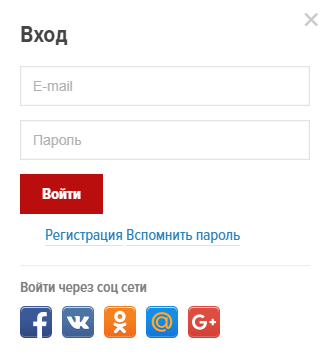 Вход
E-mail
Пароль
Войти
Регистрация Вспомнить пароль
Войти через соц сети
f G+